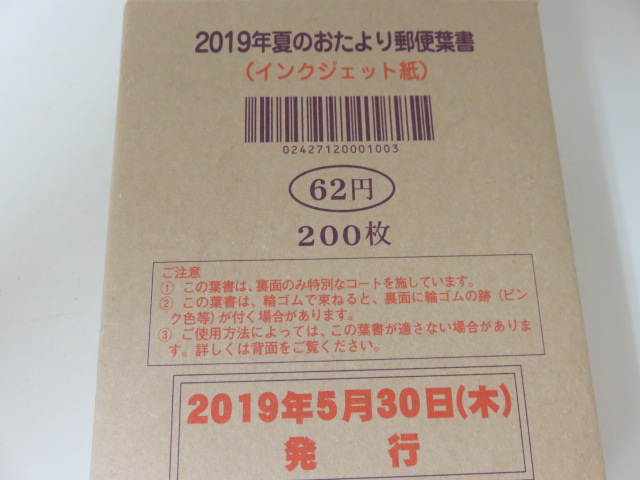 2019年夏のおたより郵便葉書
(インクジェット紙)
02427120001003
62円
200枚
ご注意
① この葉書は、裏面のみ特別なコートを施しています。
② この葉書は、輪ゴムで束ねると、裏面に輪ゴムの跡（ピン
ク色等）が付く場合があります。
③ ご使用方法によっては、この葉書が適さない場合がありま
す。詳しくは背面をご覧ください。
2019年5月30日(木)
発行